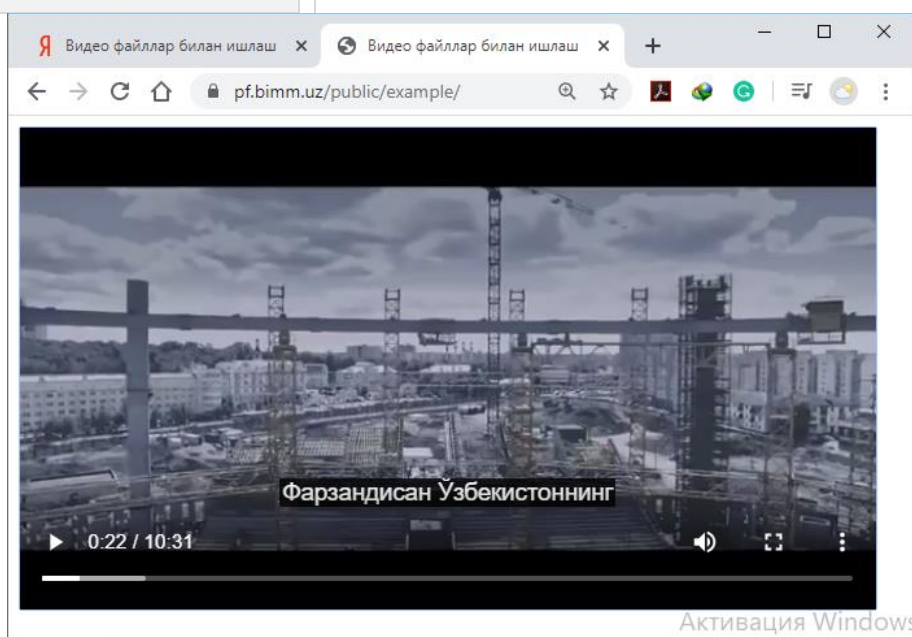 Видео файллар билан ишлаш
Видео файллар билан ишлаш
pf.bimm.uz/public/example/
Фарзандисан Ўзбекистоннинг
0:22 / 10:31
Активация Windows